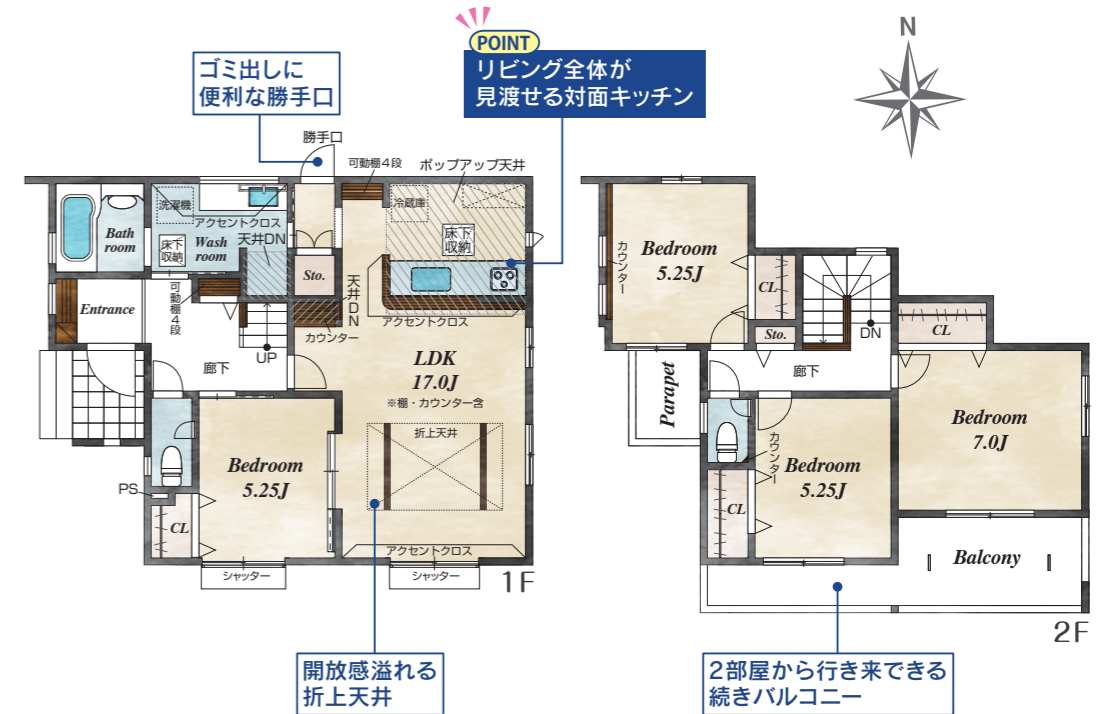 POINT
リビング全体が
見渡せる対面キッチン
ゴミ出しに
便利な勝手口
N
勝手口
可動棚4段
ポップアップ天井
洗濯機
アクセントクロス
冷蔵庫
Bath
room
床下
収納
Wash
room
天井DN
床下
収納
Sto.
Entrance
可動棚4段
天井DN
アクセントクロス
カウンター
UP
廊下
LDK
17.0J
※棚・カウンター含
折上天井
Bedroom
5.25J
PS
CL
アクセントクロス
シャッター
シャッター
1F
カウンター
Bedroom
5.25J
CL
Sto.
DN
CL
廊下
Parapet
Bedroom
7.0J
カウンター
Bedroom
5.25J
CL
Balcony
2F
開放感溢れる
折上天井
2部屋から行き来できる
続きバルコニー